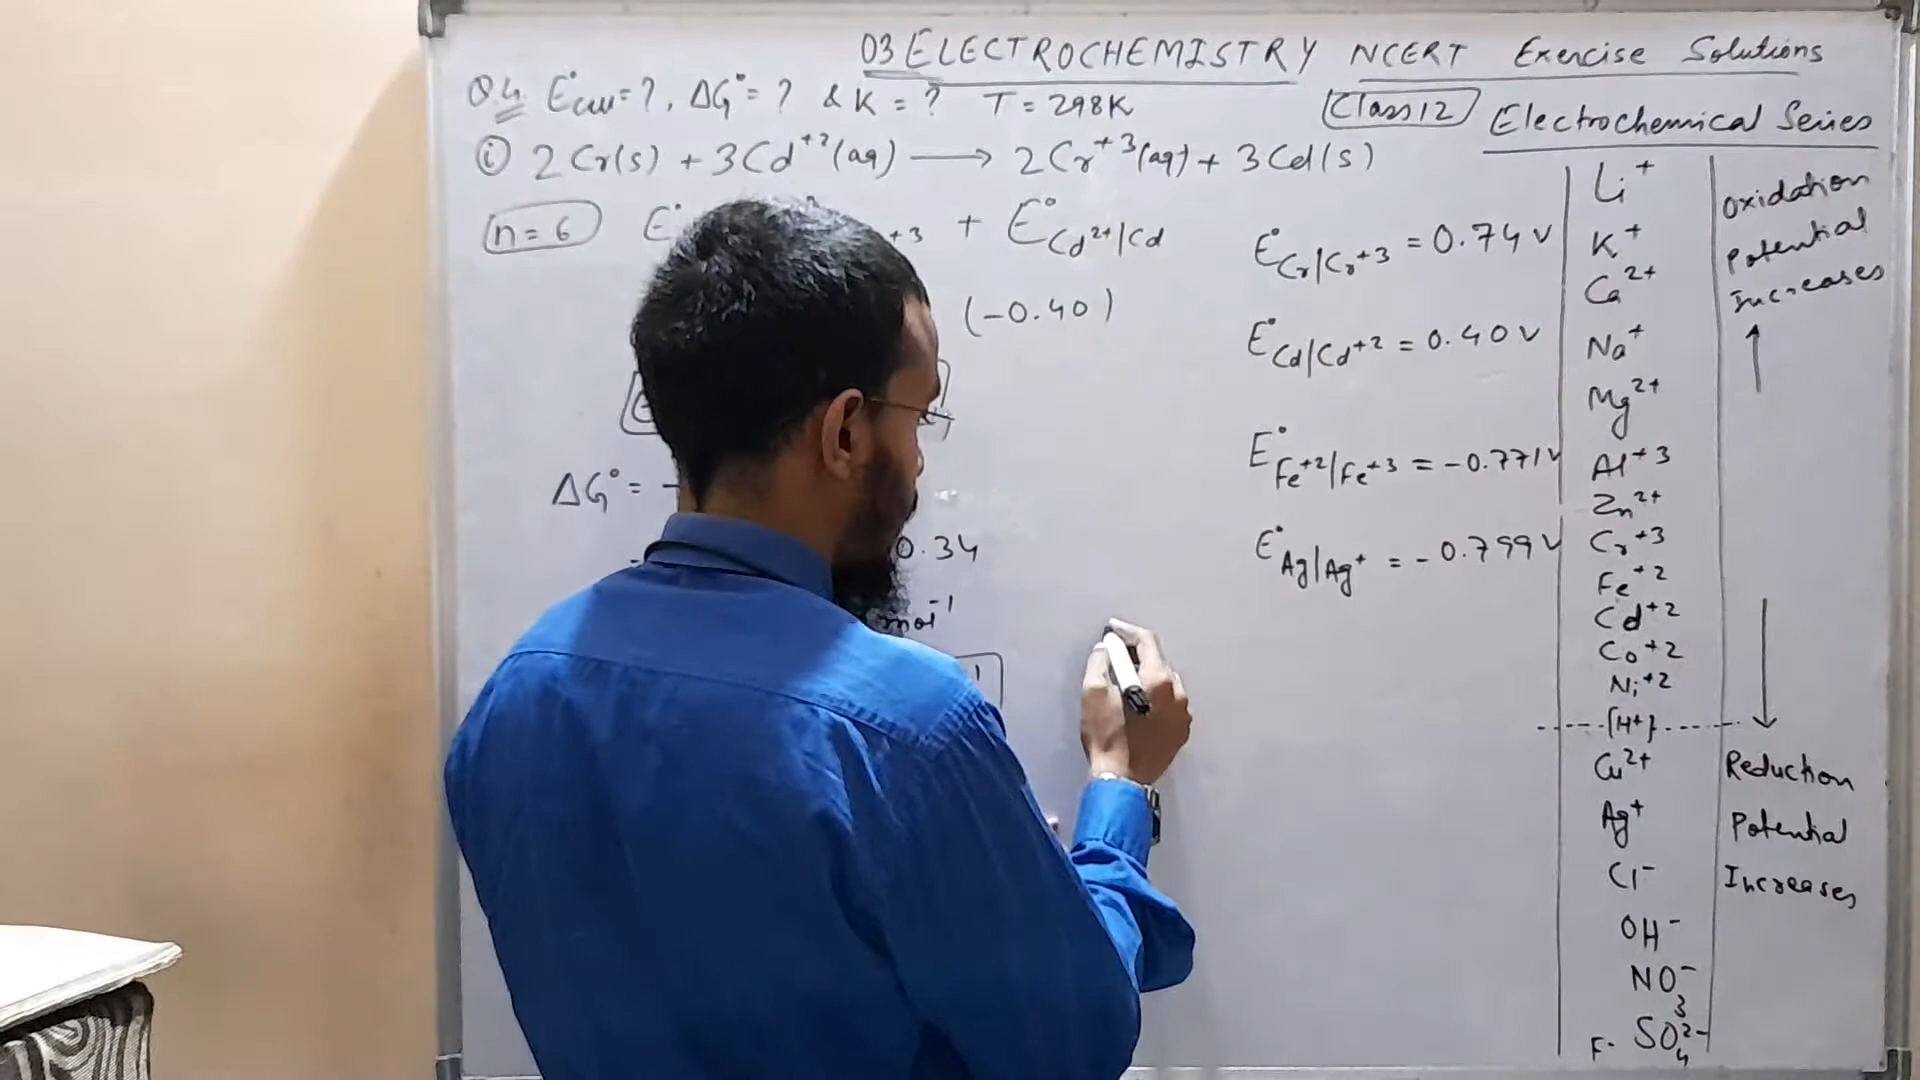 03 ELECTROCHEMISTRY NCERT Exercise Solutions
Q.4. E°cell = ?, ΔG° = ? & K = ? T = 298K
Class 12
(i) 2Cr(s) + 3Cd⁺²(aq) ⟶ 2Cr⁺³(aq) + 3Cd(s)
n = 6 E° ⁺³ + E°Cd²⁺|Cd
(-0.40)
ΔG° = -
0.34
mol⁻¹
E°Cr|Cr⁺³ = 0.74 V
E°Cd|Cd⁺² = 0.40 V
E°Fe⁺²|Fe⁺³ = -0.771 V
E°Ag|Ag⁺ = -0.799 V
Electrochemical Series
Li⁺
K⁺
Ca²⁺
Na⁺
Mg²⁺
Al⁺³
Zn²⁺
Cr⁺³
Fe⁺²
Cd⁺²
Co⁺²
Ni⁺²
[H⁺]
Cu²⁺
Ag⁺
Cl⁻
OH⁻
NO₃⁻
SO₄²⁻
F⁻
Oxidation
Potential
Increases
↑
↓
Reduction
Potential
Increases